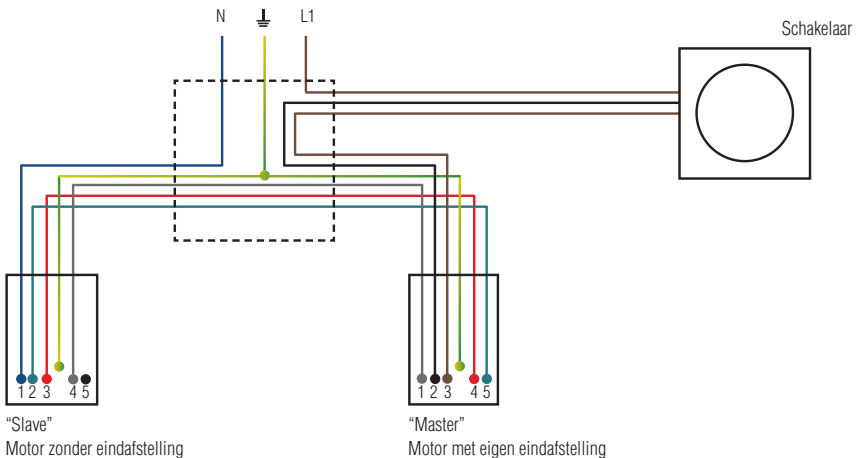 N L1
Schakelaar
1 2 3 4 5
1 2 3 4 5
“Slave”
Motor zonder eindafstelling
“Master”
Motor met eigen eindafstelling